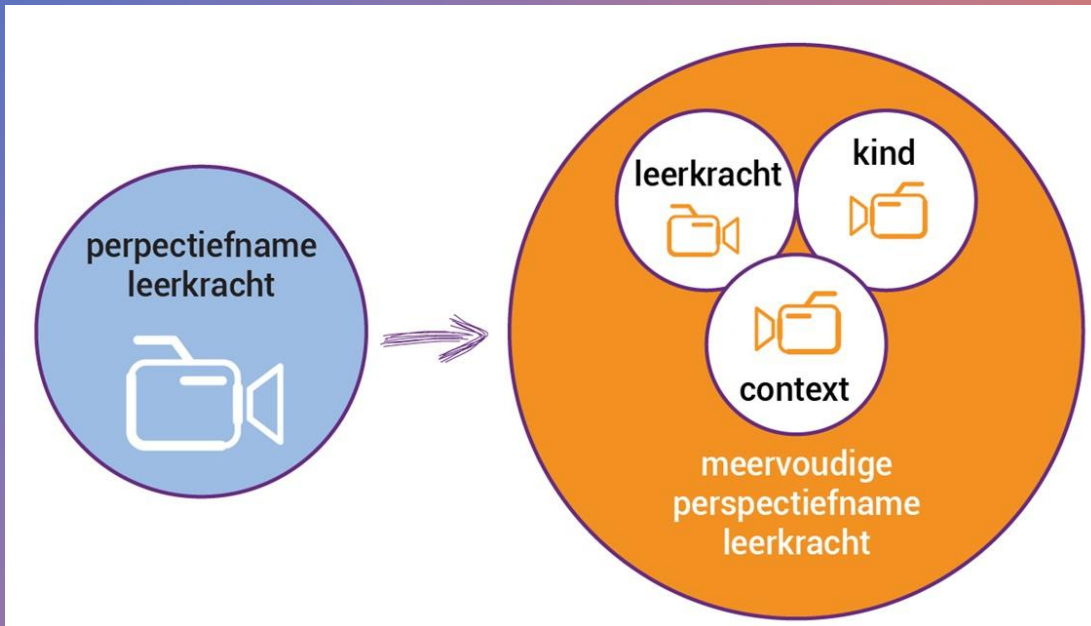 perpectiefname
leerkracht
leerkracht
kind
context
meervoudige
perspectiefname
leerkracht